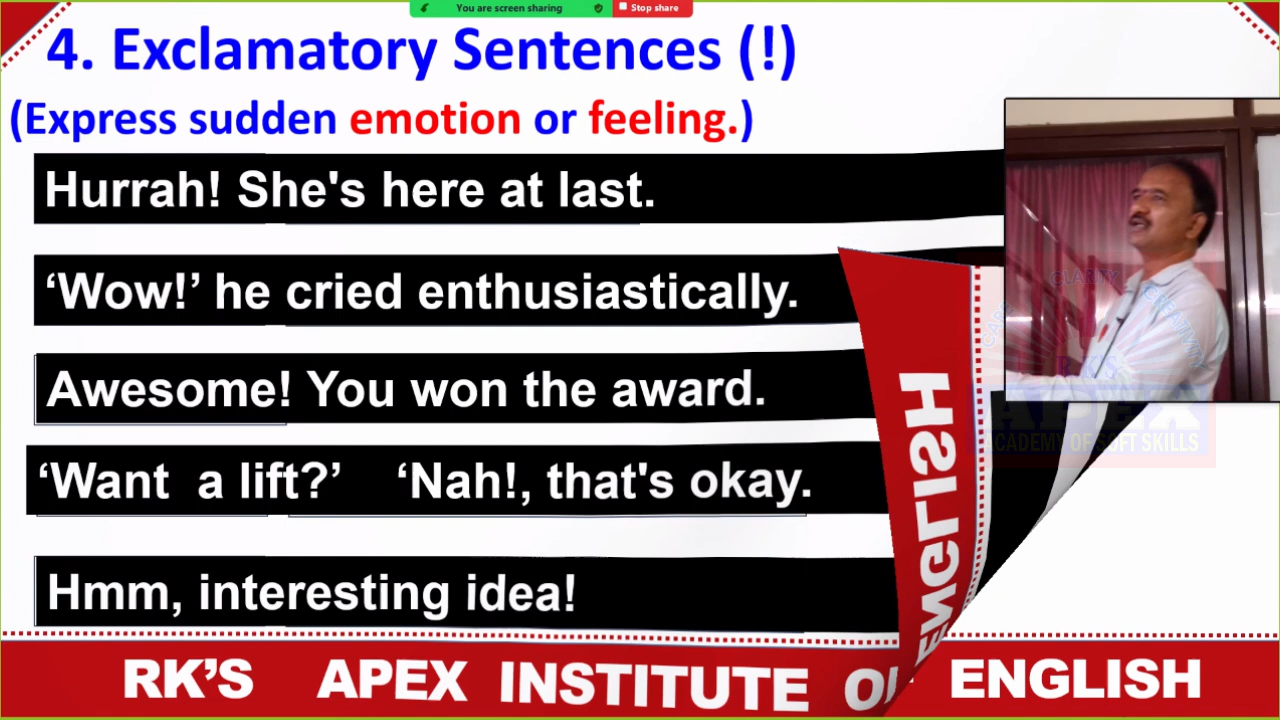 You are screen sharing Stop share
4. Exclamatory Sentences (!)
(Express sudden emotion or feeling.)
Hurrah! She's here at last.
‘Wow!’ he cried enthusiastically.
Awesome! You won the award.
‘Want a lift?’ ‘Nah!, that's okay.
Hmm, interesting idea!
CLARITY
APEX
ACADEMY OF SOFT SKILLS
ENGLISH
RK’S APEX INSTITUTE ENGLISH